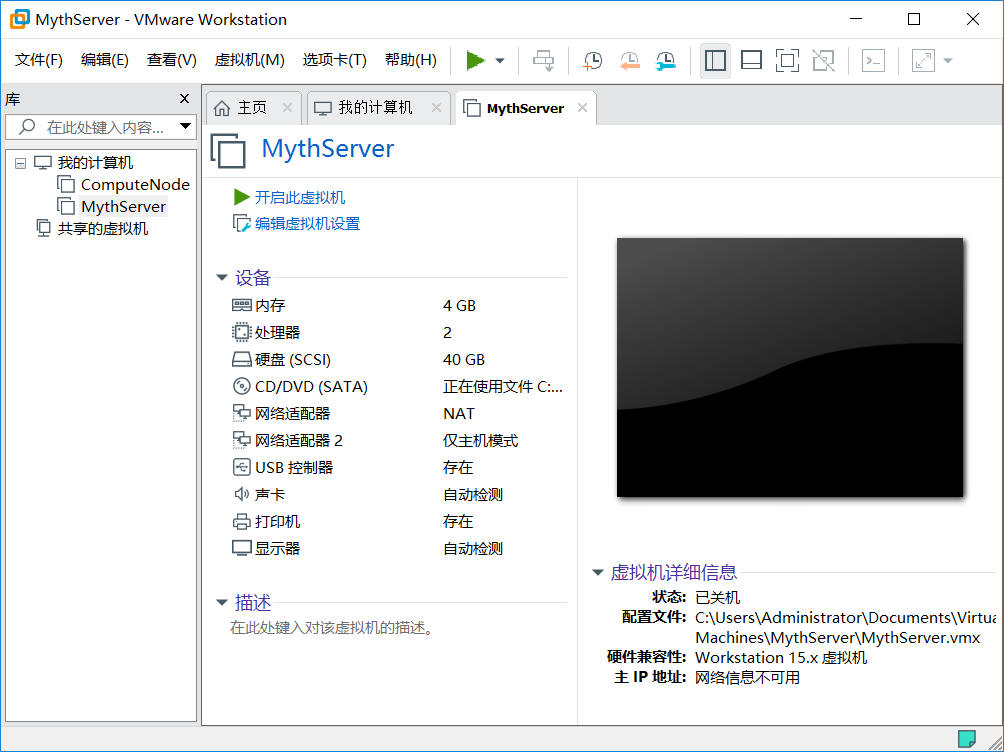 MythServer - VMware Workstation
文件(F) 编辑(E) 查看(V) 虚拟机(M) 选项卡(T) 帮助(H)
库
在此处键入内容...
我的计算机
ComputeNode
MythServer
共享的虚拟机
主页 我的计算机 MythServer
MythServer
开启此虚拟机
编辑虚拟机设置
设备
内存 4 GB
处理器 2
硬盘 (SCSI) 40 GB
CD/DVD (SATA) 正在使用文件 C:...
网络适配器 NAT
网络适配器 2 仅主机模式
USB 控制器 存在
声卡 自动检测
打印机 存在
显示器 自动检测
描述
在此处键入对该虚拟机的描述。
虚拟机详细信息
状态: 已关机
配置文件: C:\Users\Administrator\Documents\Virtua
Machines\MythServer\MythServer.vmx
硬件兼容性: Workstation 15.x 虚拟机
主 IP 地址: 网络信息不可用